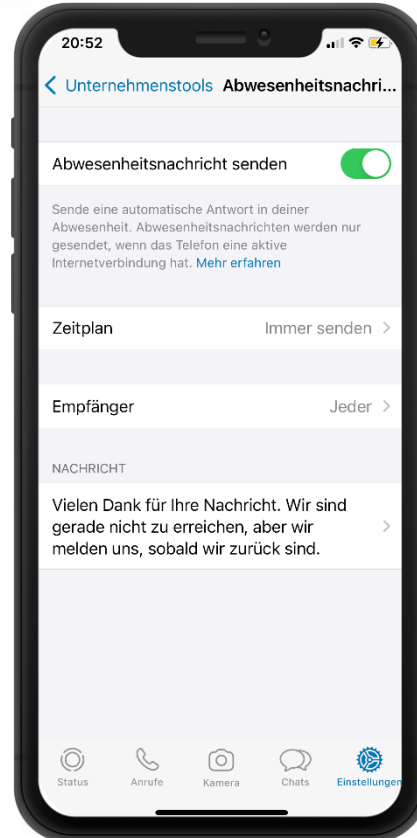 20:52
Unternehmenstools Abwesenheitsnachri...
Abwesenheitsnachricht senden
Sende eine automatische Antwort in deiner
Abwesenheit. Abwesenheitsnachrichten werden nur
gesendet, wenn das Telefon eine aktive
Internetverbindung hat. Mehr erfahren
Zeitplan Immer senden
Empfänger Jeder
NACHRICHT
Vielen Dank für Ihre Nachricht. Wir sind
gerade nicht zu erreichen, aber wir
melden uns, sobald wir zurück sind.
Status Anrufe Kamera Chats Einstellungen